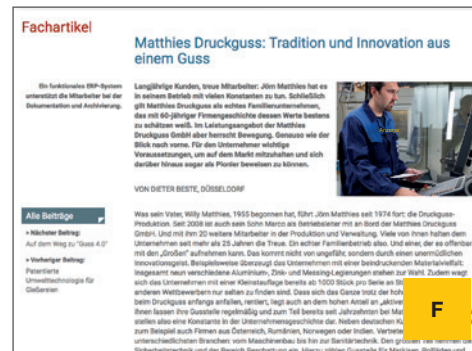 Fachartikel
Matthies Druckguss: Tradition und Innovation aus
einem Guss
Ein funktionales ERP-System
unterstützt die Mitarbeiter bei der
Dokumentation und Archivierung.
Langjährige Kunden, treue Mitarbeiter: Jörn Matthies hat es
in seinem Betrieb mit vielen Konstanten zu tun. Schließlich
gilt Matthies Druckguss als echtes Familienunternehmen,
das mit 60-jähriger Firmengeschichte dessen Werte bestens
zu schätzen weiß. Im Leistungsangebot der Matthies
Druckguss GmbH aber herrscht Bewegung. Genauso wie der
Blick nach vorne. Für den Unternehmer wichtige
Voraussetzungen, um auf dem Markt mitzuhalten und sich
darüber hinaus sogar als Pionier beweisen zu können.
VON DIETER BESTE, DÜSSELDORF
Alle Beiträge
» Nächster Beitrag:
Auf dem Weg zu "Guss 4.0"
» Vorheriger Beitrag:
Patentierte
Umwelttechnologie für
Gießereien
Was sein Vater, Willy Matthies, 1955 begonnen hat, führt Jörn Matthies seit 1974 fort: die Druckguss-
Produktion. Seit 2008 ist auch sein Sohn Marco als Betriebsleiter mit an Bord der Matthies Druckguss
GmbH. Und mit ihm 20 weitere Mitarbeiter in der Produktion und Verwaltung. Viele von ihnen halten dem
Unternehmen seit mehr als 25 Jahren die Treue. Ein echter Familienbetrieb also. Und einer, der es offenbar
mit den „Großen" aufnehmen kann. Das kommt nicht von ungefähr, sondern durch einen unermüdlichen
Innovationsgeist. Beispielsweise überzeugt das Unternehmen mit einer beindruckenden Materialvielfalt:
Insgesamt neun verschiedene Aluminium-, Zink- und Messing-Legierungen stehen zur Wahl. Zudem wagt
sich das Unternehmen mit einer Kleinstauflage bereits ab 1000 Stück pro Serie an
anderen Wettbewerbern nur selten zu finden sind. Dass sich das Ganze trotz der
beim Druckguss anfangs anfallen, rentiert, liegt auch an dem hohen Anteil an
Ihnen lassen ihre Gussteile regelmäßig und zum Teil bereits seit Jahrzehnten bei
stellen also eine Konstante in der Unternehmensgeschichte dar. Neben deutschen
zum Beispiel auch Firmen aus Österreich, Rumänien, Norwegen oder Indien.
unterschiedlichsten Branchen: vom Maschinenbau bis hin zur Sanitärtechnik. Den
F